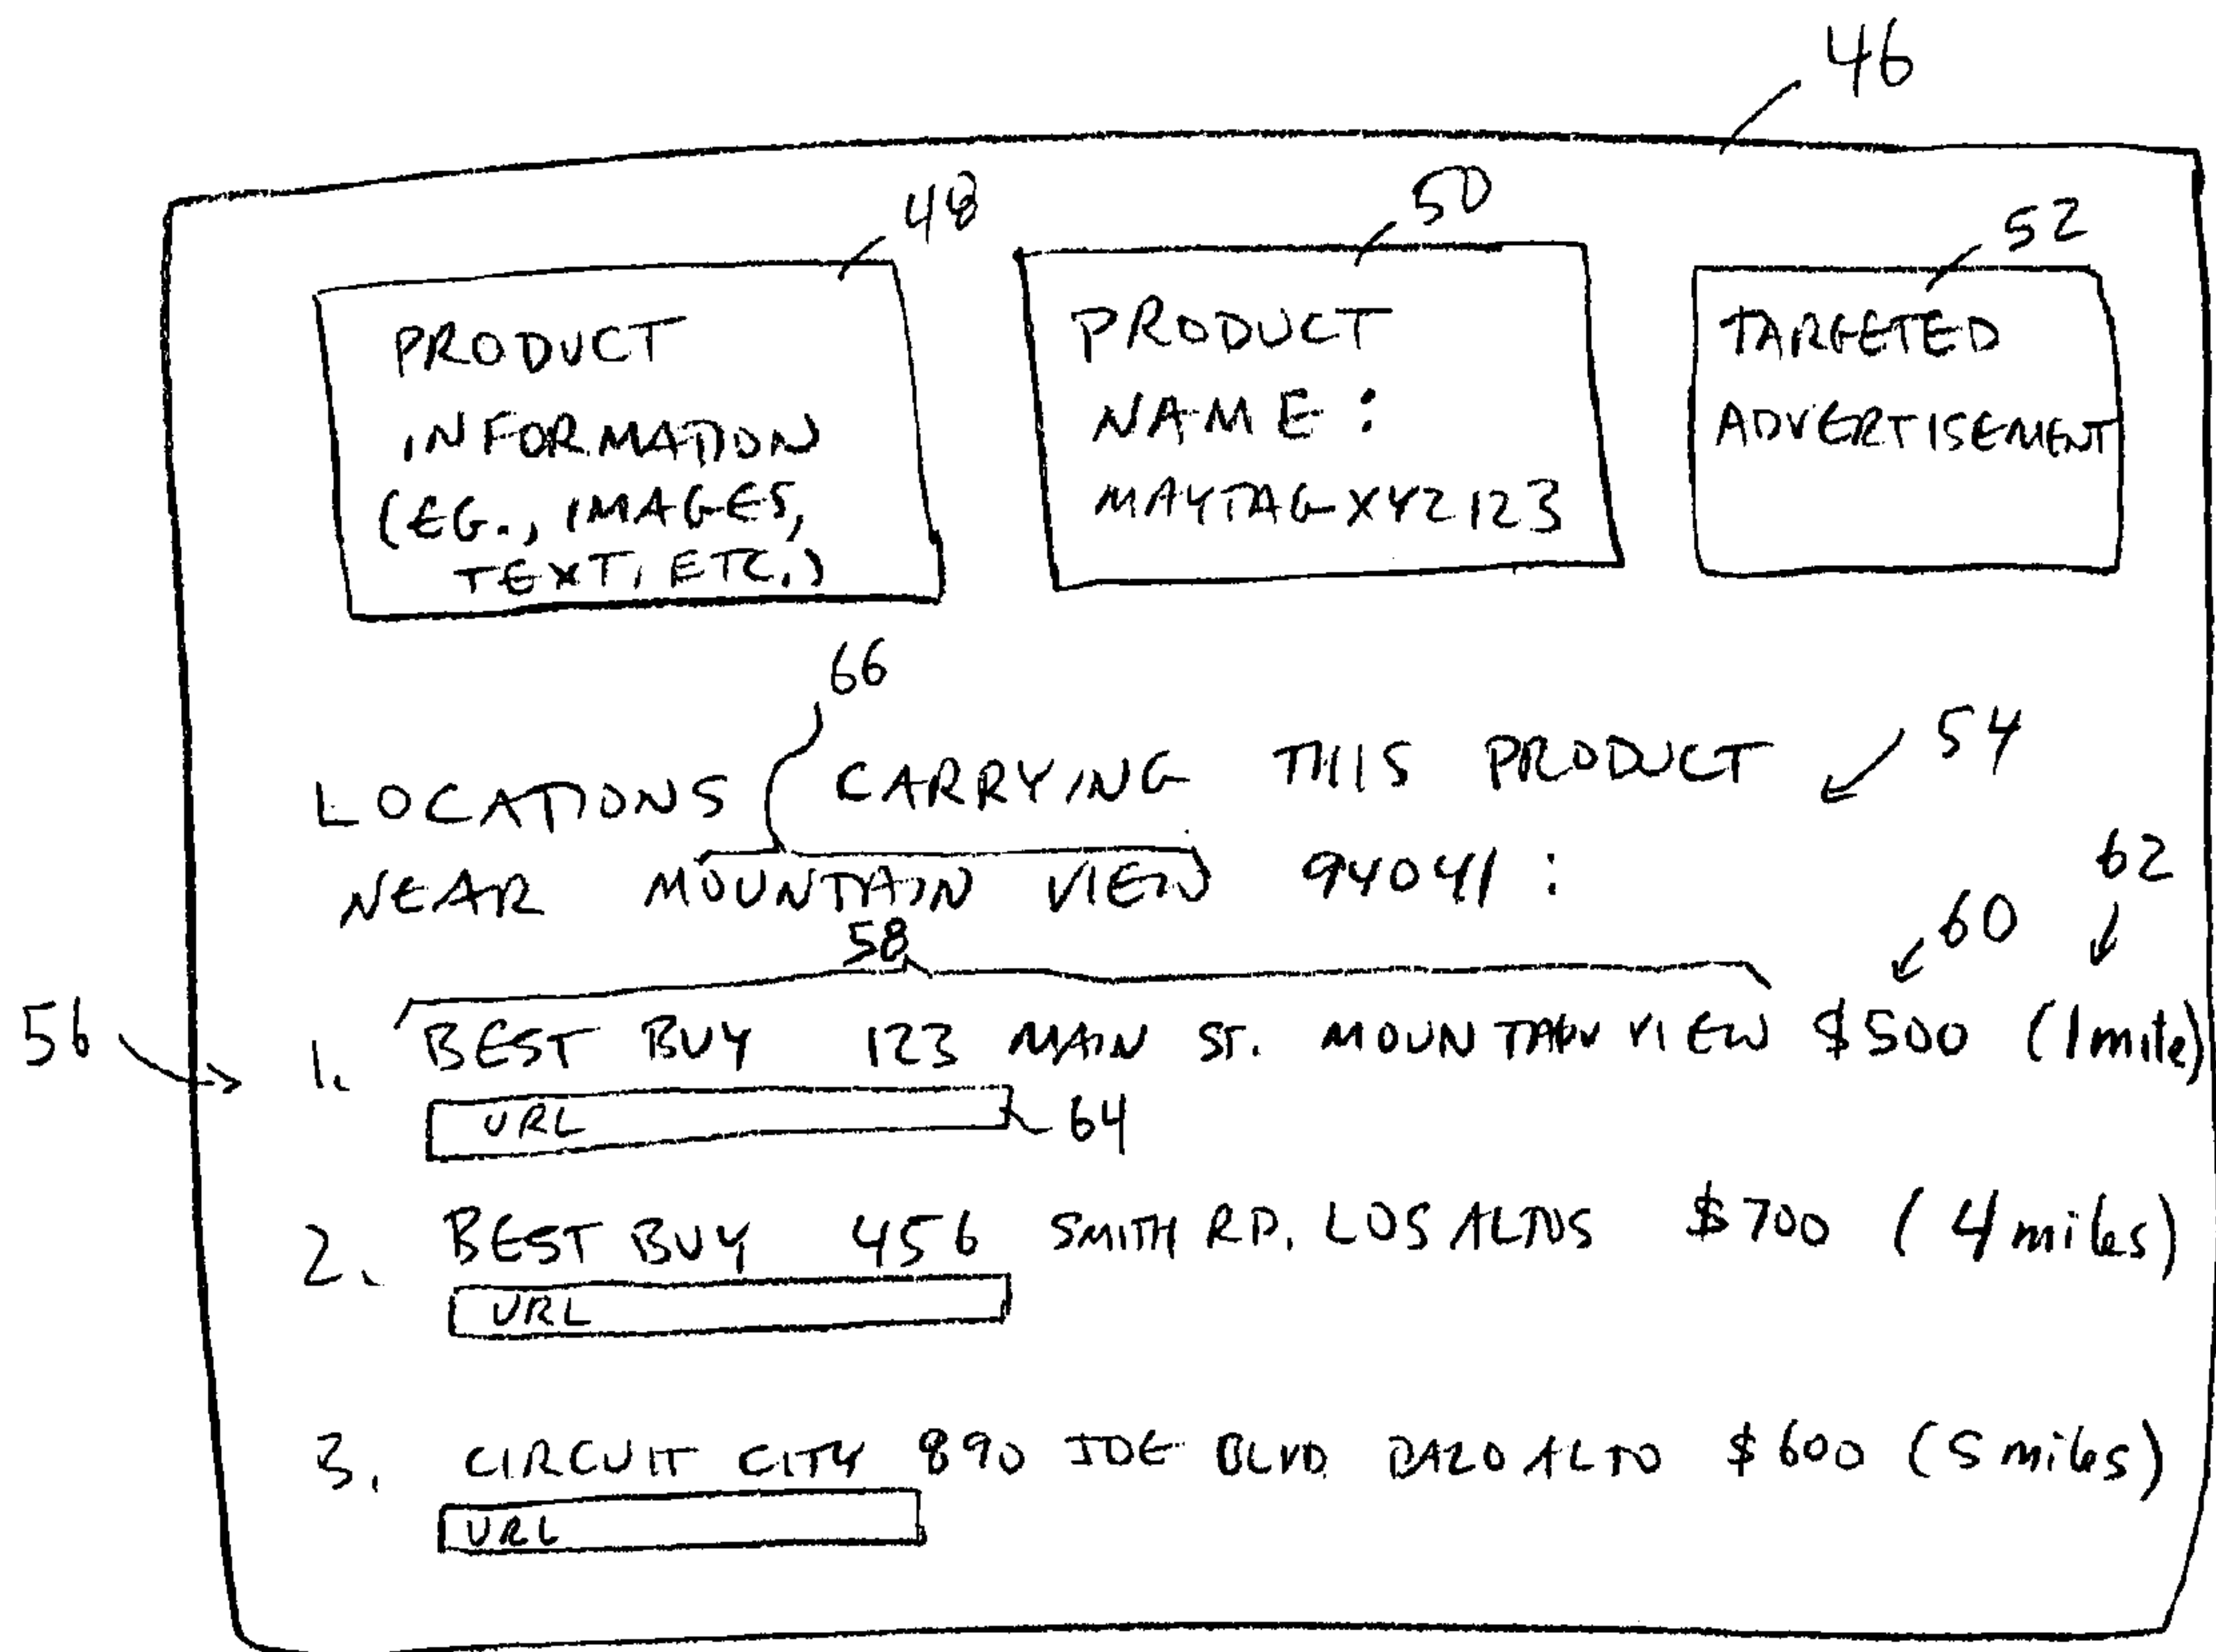 46
48
50
52
PRODUCT
INFORMATION
(EG., IMAGES,
TEXT, ETC.)
PRODUCT
NAME:
MAYTAG XYZ123
TARGETED
ADVERTISEMENT
66
54
LOCATIONS CARRYING THIS PRODUCT
NEAR MOUNTAIN VIEW 94041:
62
58
60
56
1. BEST BUY 123 MAIN ST. MOUNTAIN VIEW $500 (1 mile)
URL
64
2. BEST BUY 456 SMITH RD. LOS ALTOS $700 (4 miles)
URL
3. CIRCUIT CITY 890 JOE BLVD. PALO ALTO $600 (5 miles)
URL